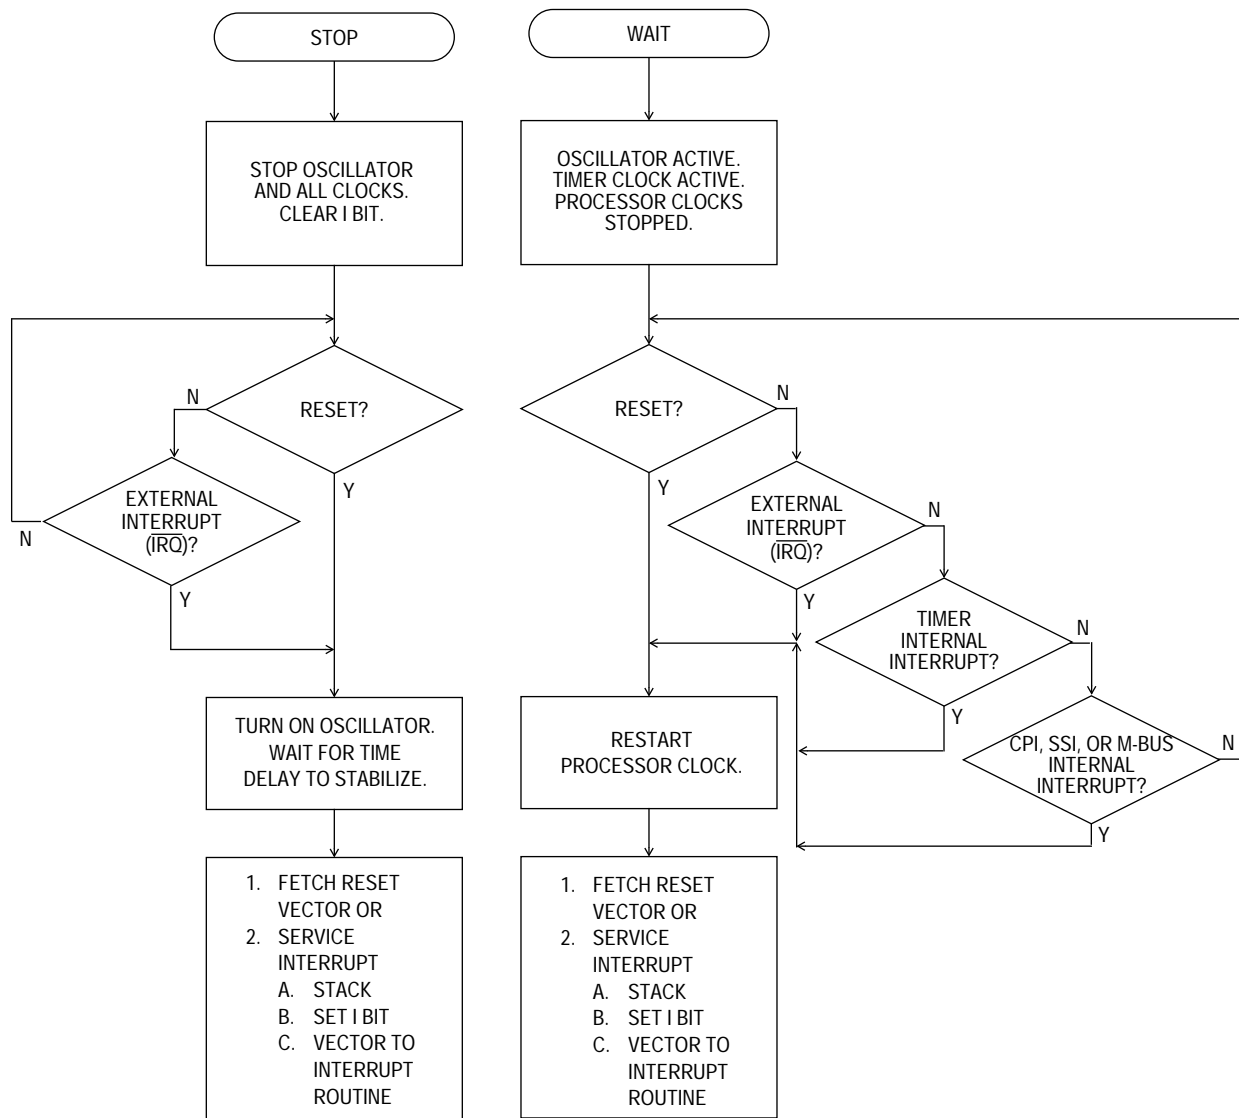 STOP
STOP OSCILLATOR
AND ALL CLOCKS.
CLEAR I BIT.
RESET?
N
Y
EXTERNAL
INTERRUPT
(I̅R̅Q̅)?
N
Y
TURN ON OSCILLATOR.
WAIT FOR TIME
DELAY TO STABILIZE.
1. FETCH RESET
VECTOR OR
2. SERVICE
INTERRUPT
A. STACK
B. SET I BIT
C. VECTOR TO
INTERRUPT
ROUTINE
WAIT
OSCILLATOR ACTIVE.
TIMER CLOCK ACTIVE.
PROCESSOR CLOCKS
STOPPED.
RESET?
N
Y
EXTERNAL
INTERRUPT
(I̅R̅Q̅)?
N
Y
TIMER
INTERNAL
INTERRUPT?
N
Y
CPI, SSI, OR M-BUS
INTERNAL
INTERRUPT?
N
Y
RESTART
PROCESSOR CLOCK.
1. FETCH RESET
VECTOR OR
2. SERVICE
INTERRUPT
A. STACK
B. SET I BIT
C. VECTOR TO
INTERRUPT
ROUTINE